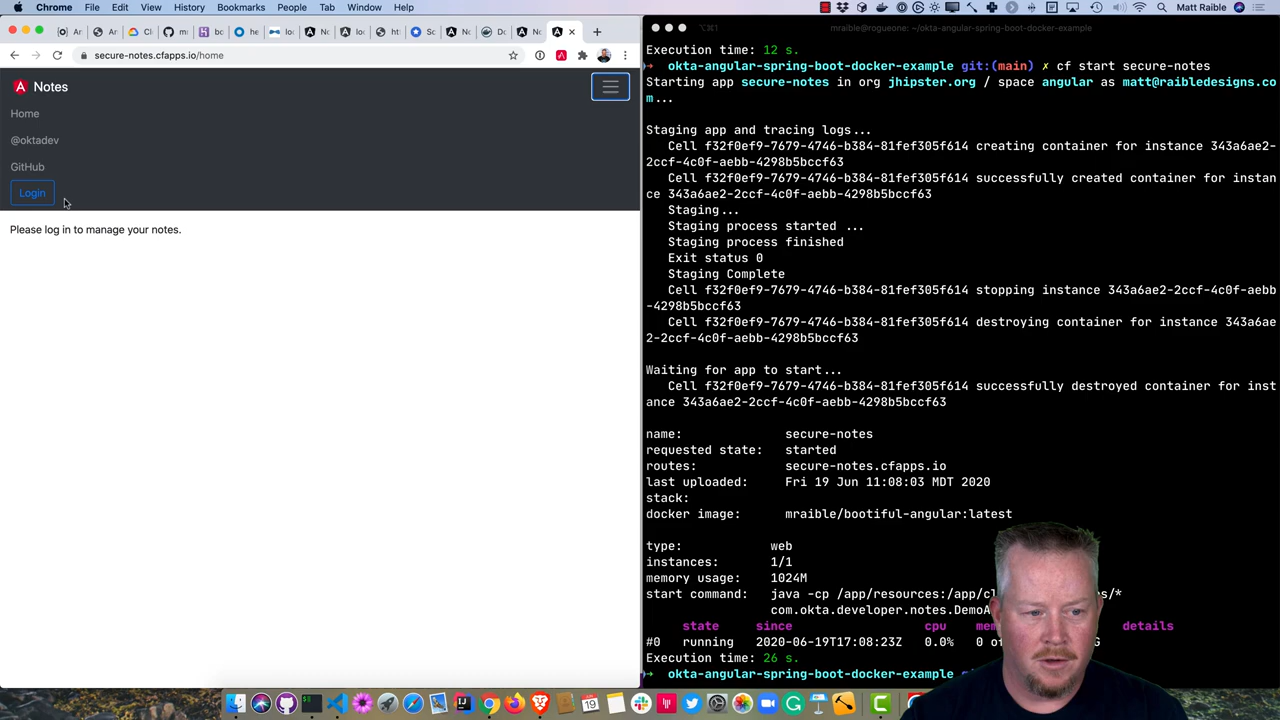 Chrome File Edit View History Bookmarks People Tab Window Help
Matt Raible
secure-notes.cfapps.io/home
Notes
Home
@oktadev
GitHub
Login
Please log in to manage your notes.
⌥⌘1
mraible@rogueone: ~/okta-angular-spring-boot-docker-example
Execution time: 12 s.
➜ okta-angular-spring-boot-docker-example git:(main) ✗ cf start secure-notes
Starting app secure-notes in org jhipster.org / space angular as matt@raibledesigns.co
m...
Staging app and tracing logs...
Cell f32f0ef9-7679-4746-b384-81fef305f614 creating container for instance 343a6ae2-
2ccf-4c0f-aebb-4298b5bccf63
Cell f32f0ef9-7679-4746-b384-81fef305f614 successfully created container for instan
ce 343a6ae2-2ccf-4c0f-aebb-4298b5bccf63
Staging...
Staging process started ...
Staging process finished
Exit status 0
Staging Complete
Cell f32f0ef9-7679-4746-b384-81fef305f614 stopping instance 343a6ae2-2ccf-4c0f-aebb
-4298b5bccf63
Cell f32f0ef9-7679-4746-b384-81fef305f614 destroying container for instance 343a6ae
2-2ccf-4c0f-aebb-4298b5bccf63
Waiting for app to start...
Cell f32f0ef9-7679-4746-b384-81fef305f614 successfully destroyed container for inst
ance 343a6ae2-2ccf-4c0f-aebb-4298b5bccf63
name: secure-notes
requested state: started
routes: secure-notes.cfapps.io
last uploaded: Fri 19 Jun 11:08:03 MDT 2020
stack:
docker image: mraible/bootiful-angular:latest
type: web
instances: 1/1
memory usage: 1024M
start command: java -cp /app/resources:/app/
com.okta.developer.notes.
state since cpu details
#0 running 2020-06-19T17:08:23Z 0.0% 0
Execution time: 26 s.
➜ okta-angular-spring-boot-docker-example